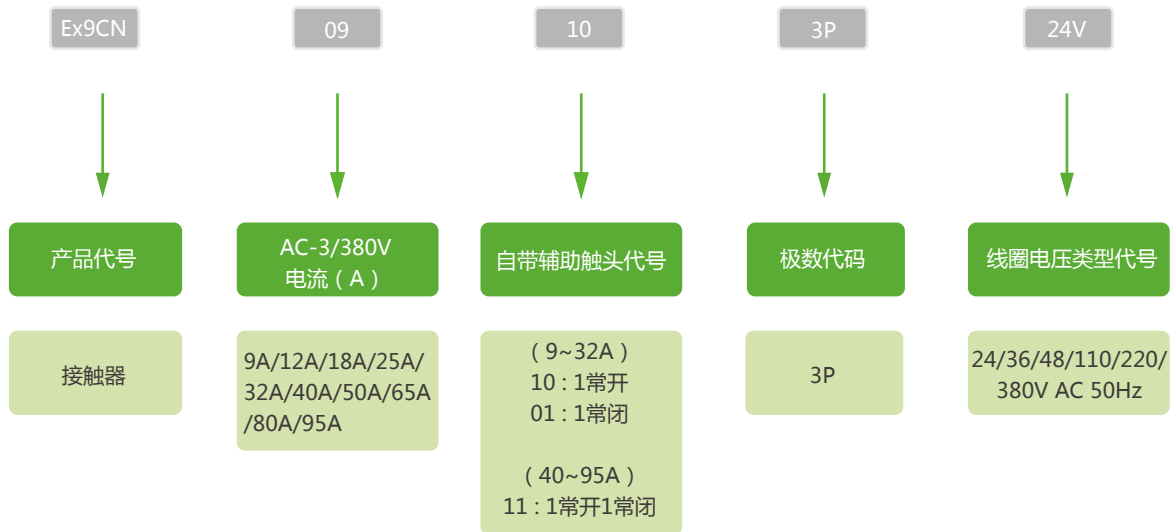 Ex9CN
09
10
3P
24V
产品代号
AC-3/380V
电流（A）
自带辅助触头代号
极数代码
线圈电压类型代号
接触器
9A/12A/18A/25A/
32A/40A/50A/65A
/80A/95A
（9~32A）
10：1常开
01：1常闭
（40~95A）
11：1常开1常闭
3P
24/36/48/110/220/
380V AC 50Hz